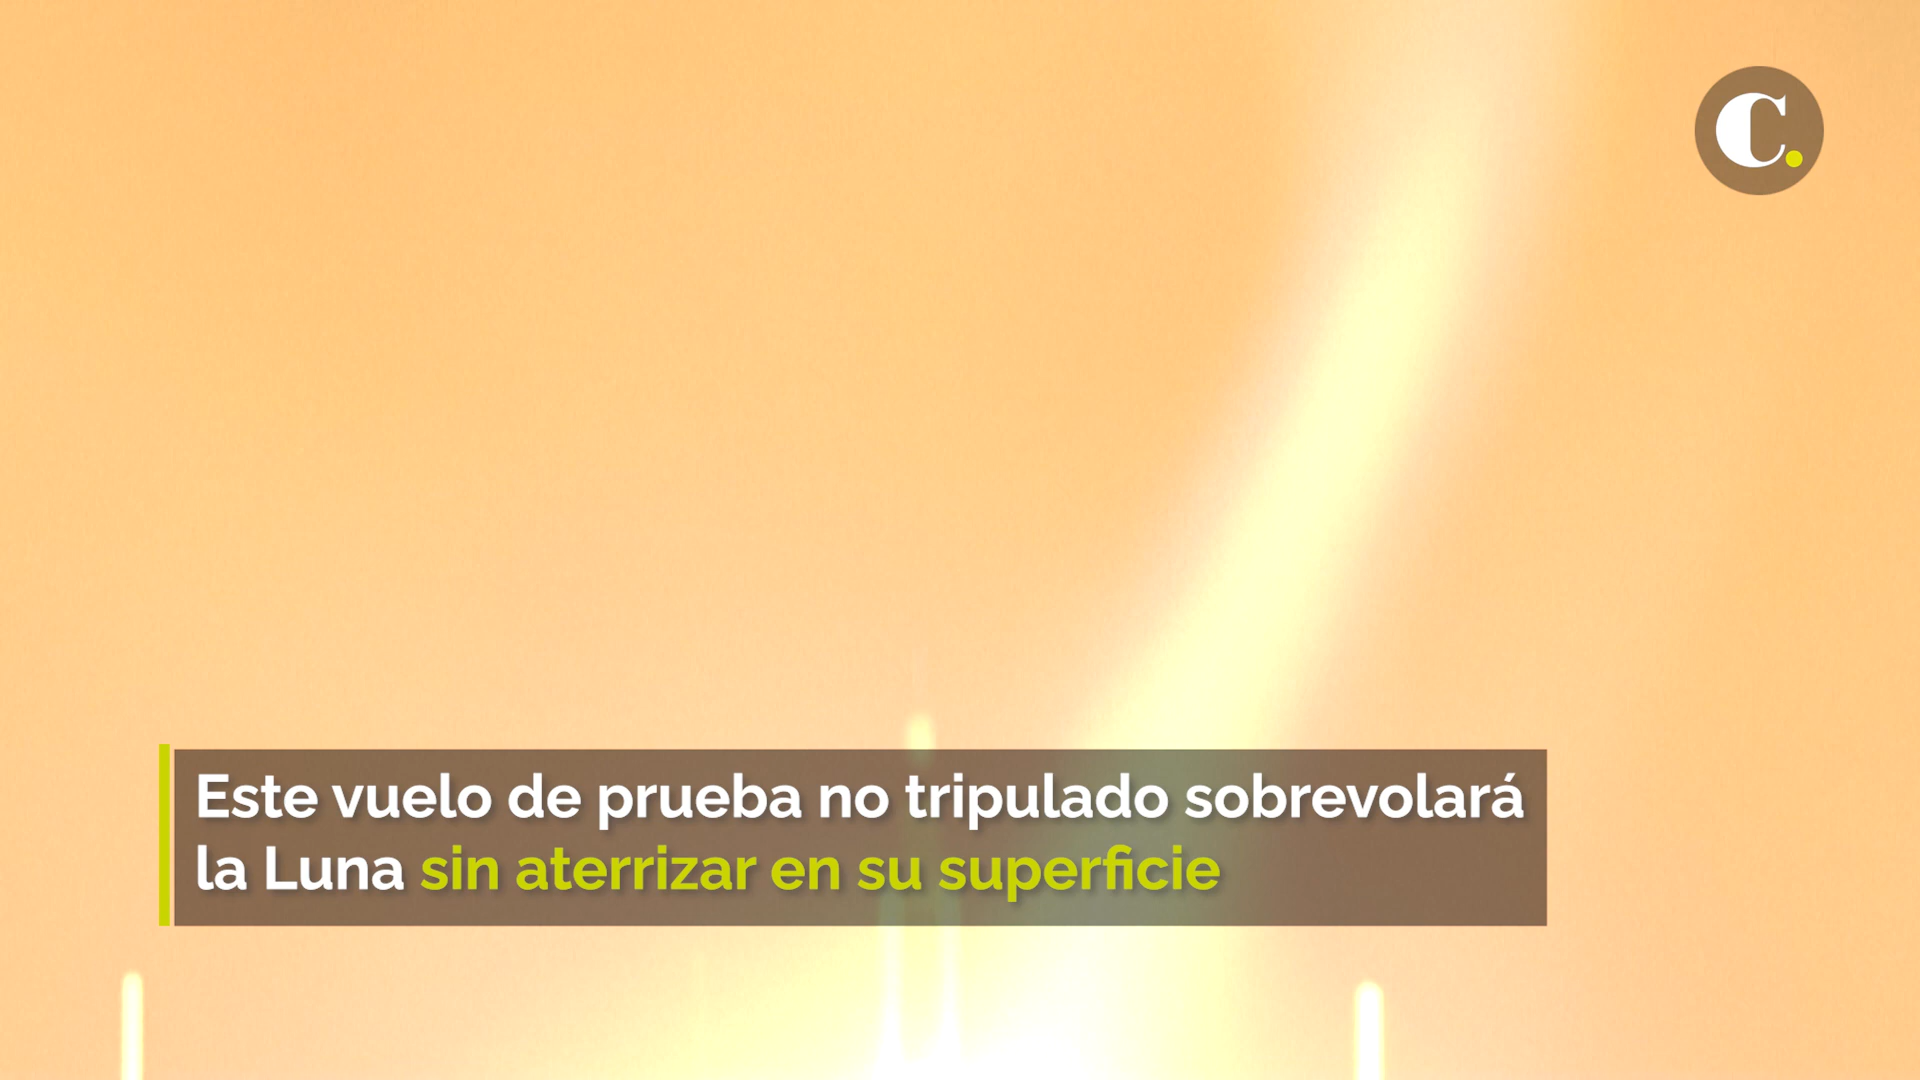 C.
Este vuelo de prueba no tripulado sobrevolará
la Luna sin aterrizar en su superficie